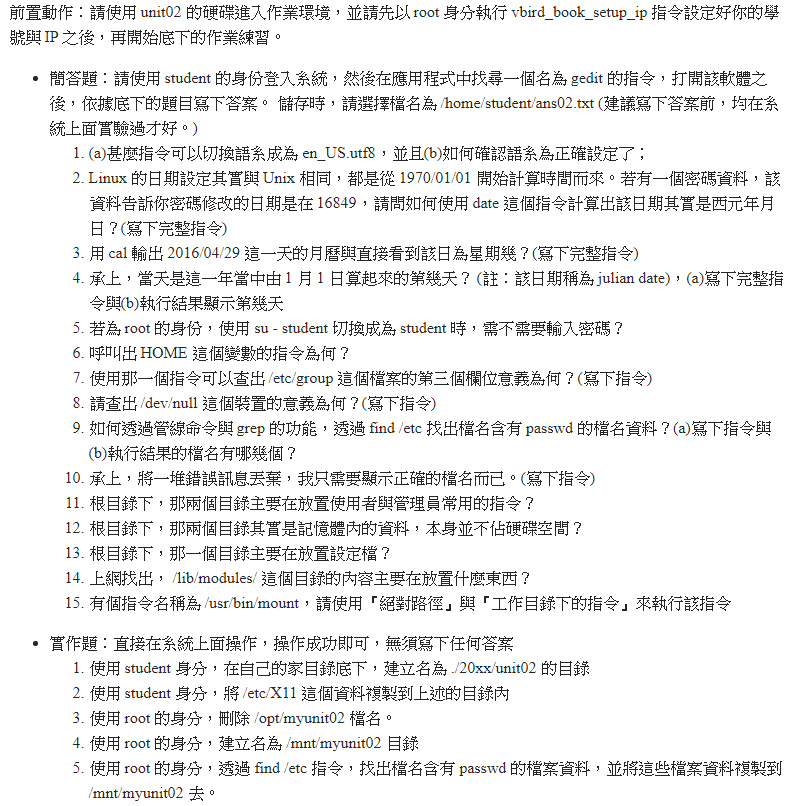 前置動作：請使用 unit02 的硬碟進入作業環境，並請先以 root 身分執行 vbird_book_setup_ip 指令設定好你的學
號與 IP 之後，再開始底下的作業練習。
• 簡答題：請使用 student 的身份登入系統，然後在應用程式中找尋一個名為 gedit 的指令，打開該軟體之
後，依據底下的題目寫下答案。 儲存時，請選擇檔名為 /home/student/ans02.txt (建議寫下答案前，均在系
統上面實驗過才好。)
1. (a)甚麼指令可以切換語系成為 en_US.utf8，並且(b)如何確認語系為正確設定了；
2. Linux 的日期設定其實與 Unix 相同，都是從 1970/01/01 開始計算時間而來。若有一個密碼資料，該
資料告訴你密碼修改的日期是在 16849，請問如何使用 date 這個指令計算出該日期其實是西元年月
日？(寫下完整指令)
3. 用 cal 輸出 2016/04/29 這一天的月曆與直接看到該日為星期幾？(寫下完整指令)
4. 承上，當天是這一年當中由 1 月 1 日算起來的第幾天？ (註：該日期稱為 julian date)，(a)寫下完整指
令與(b)執行結果顯示第幾天
5. 若為 root 的身份，使用 su - student 切換成為 student 時，需不需要輸入密碼？
6. 呼叫出 HOME 這個變數的指令為何？
7. 使用那一個指令可以查出 /etc/group 這個檔案的第三個欄位意義為何？(寫下指令)
8. 請查出 /dev/null 這個裝置的意義為何？(寫下指令)
9. 如何透過管線命令與 grep 的功能，透過 find /etc 找出檔名含有 passwd 的檔名資料？(a)寫下指令與
(b)執行結果的檔名有哪幾個？
10. 承上，將一堆錯誤訊息丟棄，我只需要顯示正確的檔名而已。(寫下指令)
11. 根目錄下，那兩個目錄主要在放置使用者與管理員常用的指令？
12. 根目錄下，那兩個目錄其實是記憶體內的資料，本身並不佔硬碟空間？
13. 根目錄下，那一個目錄主要在放置設定檔？
14. 上網找出， /lib/modules/ 這個目錄的內容主要在放置什麼東西？
15. 有個指令名稱為 /usr/bin/mount，請使用『絕對路徑』與『工作目錄下的指令』來執行該指令
• 實作題：直接在系統上面操作，操作成功即可，無須寫下任何答案
1. 使用 student 身分，在自己的家目錄底下，建立名為 ./20xx/unit02 的目錄
2. 使用 student 身分，將 /etc/X11 這個資料複製到上述的目錄內
3. 使用 root 的身分，刪除 /opt/myunit02 檔名。
4. 使用 root 的身分，建立名為 /mnt/myunit02 目錄
5. 使用 root 的身分，透過 find /etc 指令，找出檔名含有 passwd 的檔案資料，並將這些檔案資料複製到
/mnt/myunit02 去。